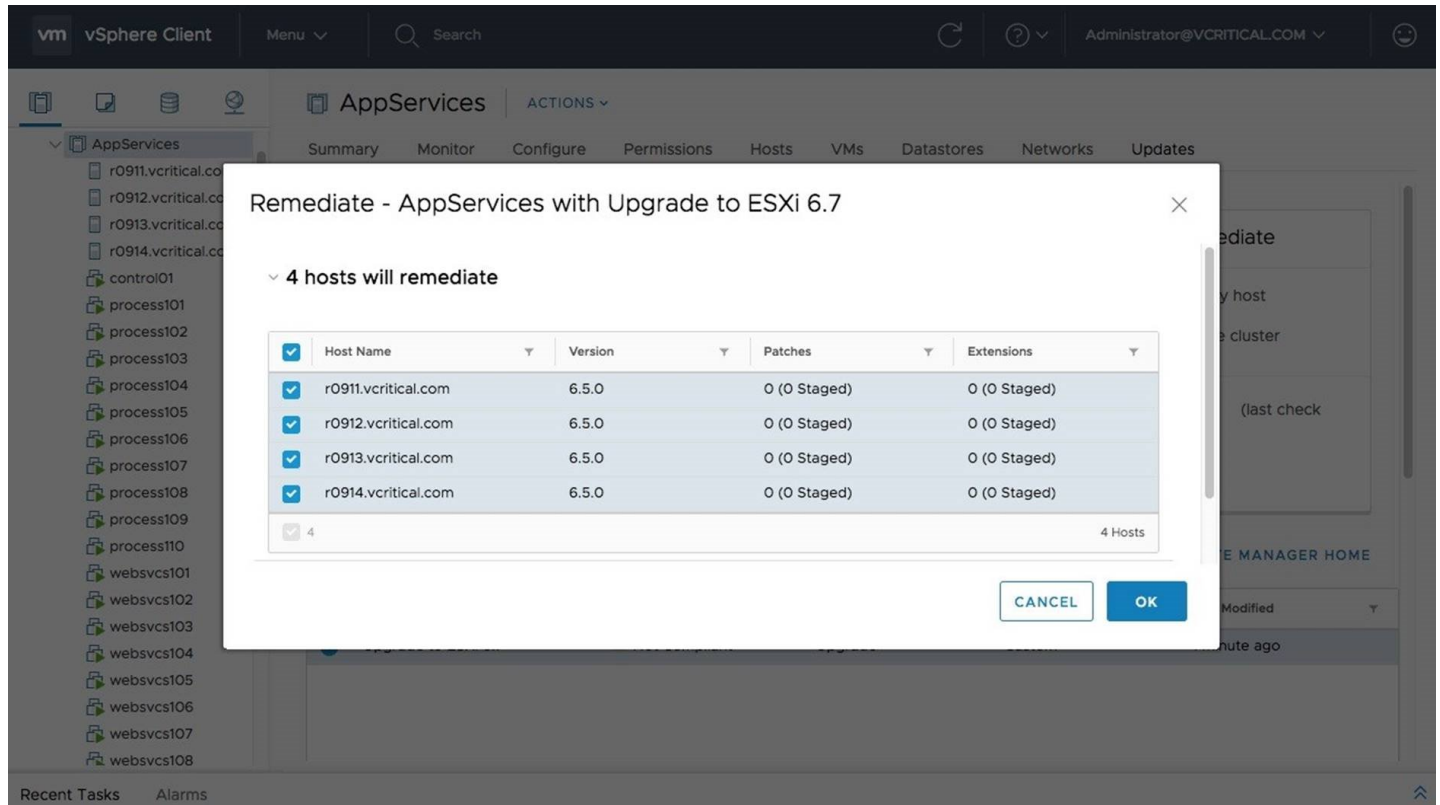 vm vSphere Client Menu Search Administrator@VCRITICAL.COM
AppServices ACTIONS
AppServices
Summary Monitor Configure Permissions Hosts VMs Datastores Networks Updates
r0911.vcritical.co
r0912.vcritical.cc
r0913.vcritical.cc
r0914.vcritical.cc
control01
process101
process102
process103
process104
process105
process106
process107
process108
process109
process110
websvcs101
websvcs102
websvcs103
websvcs104
websvcs105
websvcs106
websvcs107
websvcs108
Remediate - AppServices with Upgrade to ESXi 6.7
4 hosts will remediate
Host Name Version Patches Extensions
r0911.vcritical.com 6.5.0 0 (0 Staged) 0 (0 Staged)
r0912.vcritical.com 6.5.0 0 (0 Staged) 0 (0 Staged)
r0913.vcritical.com 6.5.0 0 (0 Staged) 0 (0 Staged)
r0914.vcritical.com 6.5.0 0 (0 Staged) 0 (0 Staged)
4 4 Hosts
CANCEL OK
ediate
y host
e cluster
(last check
E MANAGER HOME
Modified
nute ago
Recent Tasks Alarms